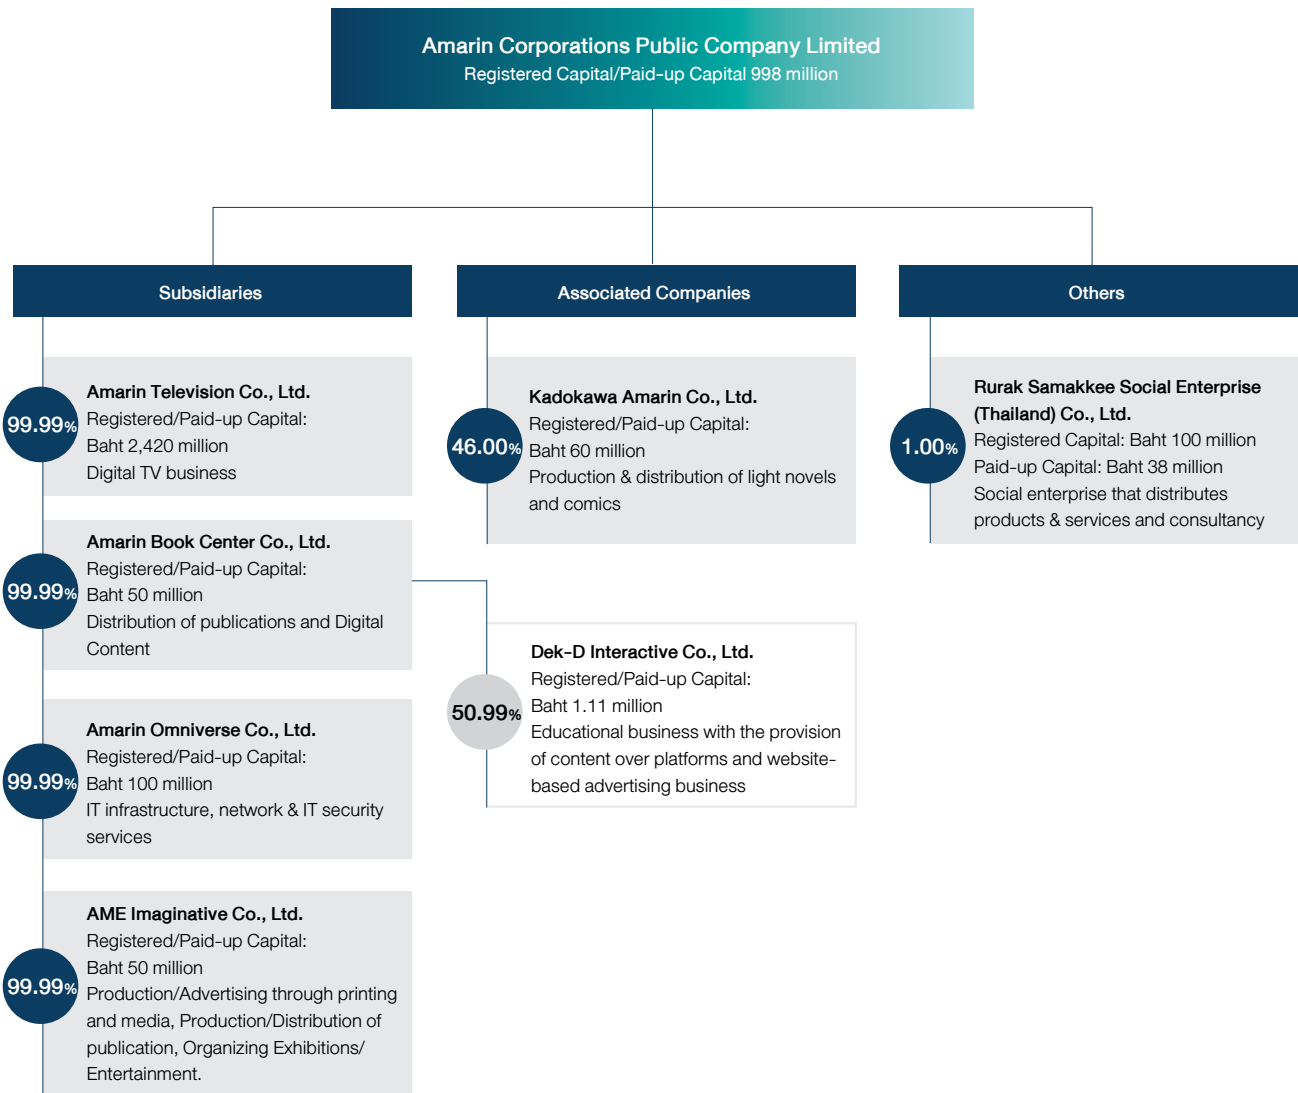 Amarin Corporations Public Company Limited
Registered Capital/Paid-up Capital 998 million
Subsidiaries
99.99%
Amarin Television Co., Ltd.
Registered/Paid-up Capital:
Baht 2,420 million
Digital TV business
99.99%
Amarin Book Center Co., Ltd.
Registered/Paid-up Capital:
Baht 50 million
Distribution of publications and Digital
Content
99.99%
Amarin Omniverse Co., Ltd.
Registered/Paid-up Capital:
Baht 100 million
IT infrastructure, network & IT security
services
99.99%
AME Imaginative Co., Ltd.
Registered/Paid-up Capital:
Baht 50 million
Production/Advertising through printing
and media, Production/Distribution of
publication, Organizing Exhibitions/
Entertainment.
Associated Companies
46.00%
Kadokawa Amarin Co., Ltd.
Registered/Paid-up Capital:
Baht 60 million
Production & distribution of light novels
and comics
50.99%
Dek-D Interactive Co., Ltd.
Registered/Paid-up Capital:
Baht 1.11 million
Educational business with the provision
of content over platforms and website-
based advertising business
Others
1.00%
Rurak Samakkee Social Enterprise
(Thailand) Co., Ltd.
Registered Capital: Baht 100 million
Paid-up Capital: Baht 38 million
Social enterprise that distributes
products & services and consultancy